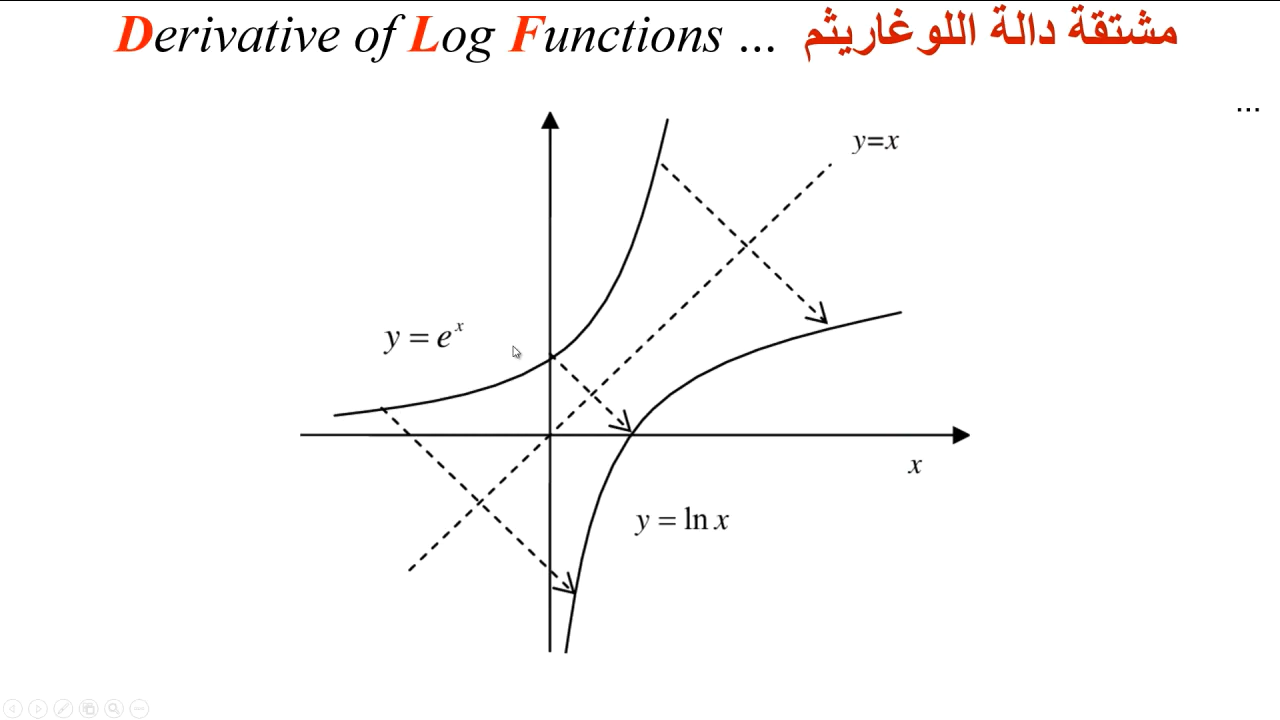 Derivative of Log Functions ... مشتقة دالة اللوغاريثم
...
y=x
y = e^x
x
y = ln x